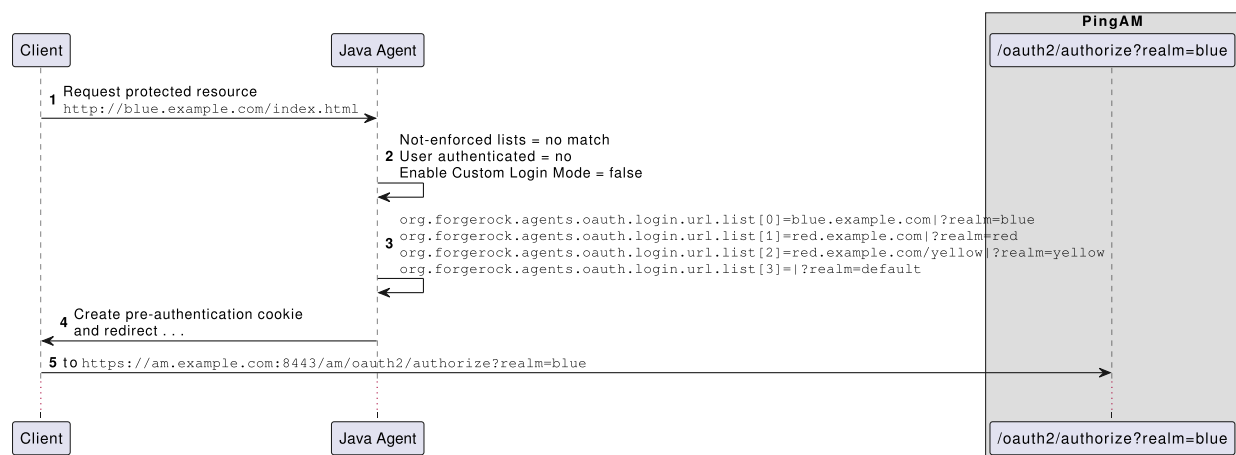 PingAM
Client
Java Agent
/oauth2/authorize?realm=blue
1 Request protected resource
http://blue.example.com/index.html
Not-enforced lists = no match
2 User authenticated = no
Enable Custom Login Mode = false
org.forgerock.agents.oauth.login.url.list[0]=blue.example.com|?realm=blue
3 org.forgerock.agents.oauth.login.url.list[1]=red.example.com|?realm=red
org.forgerock.agents.oauth.login.url.list[2]=red.example.com/yellow|?realm=yellow
org.forgerock.agents.oauth.login.url.list[3]=|?realm=default
4 Create pre-authentication cookie
and redirect . . .
5 to https://am.example.com:8443/am/oauth2/authorize?realm=blue
Client
Java Agent
/oauth2/authorize?realm=blue